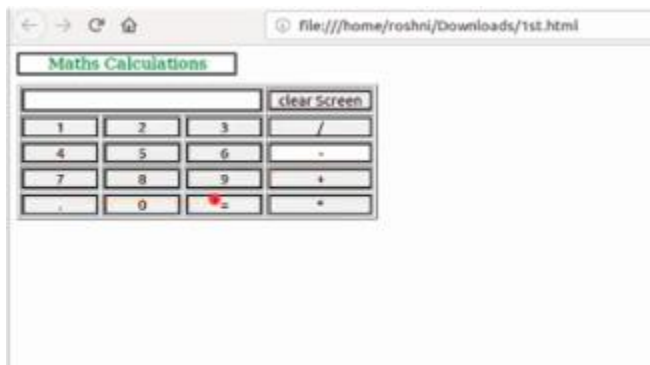 file:///home/roshni/Downloads/1st.html
Maths Calculations
clear Screen
1 2 3 /
4 5 6 -
7 8 9 +
. 0 = *